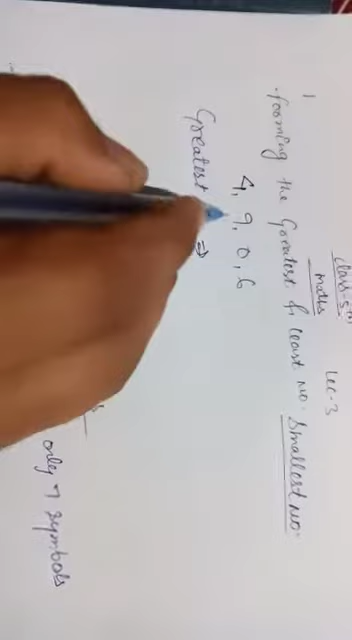 Class-5th
Maths Lec-3
1
forming the Greatest & least no. Smallest no.
4, 9, 0, 6
Greatest ⇒
only 7 symbols